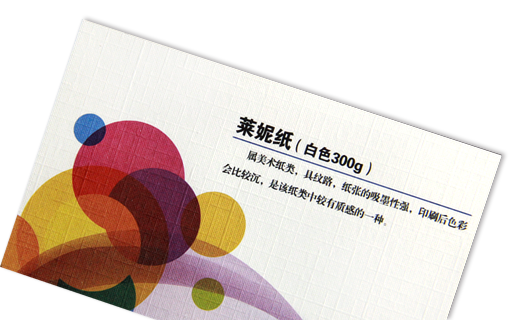 莱妮纸（白色300g）
属美术纸类，具纹路，纸张的吸墨性强，印刷后色彩
会比较沉，是该纸类中较有质感的一种。